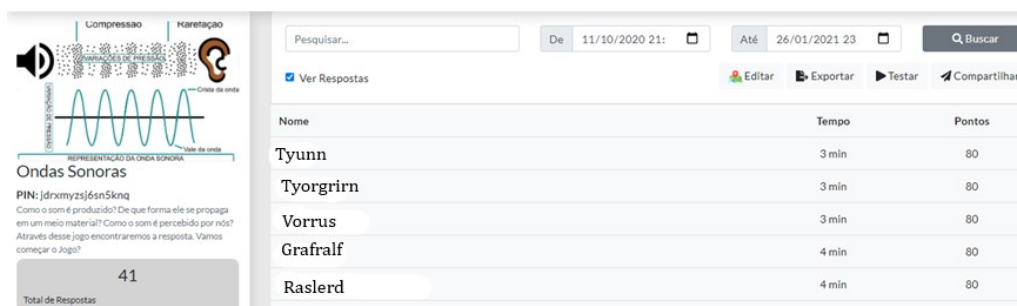 Compressão Rarefação
VARIAÇÕES DE PRESSÃO
Crista da onda
VARIAÇÃO DE PRESSÃO
Vale da onda
REPRESENTAÇÃO DA ONDA SONORA
Ondas Sonoras
PIN: jdrxmyzsj6sn5knq
Como o som é produzido? De que forma ele se propaga
em um meio material? Como o som é percebido por nós?
Através desse jogo encontraremos a resposta. Vamos
começar o Jogo?
41
Total de Respostas
Pesquisar... De 11/10/2020 21: Até 26/01/2021 23 Buscar
Ver Respostas Editar Exportar Testar Compartilhar
Nome Tempo Pontos
Tyunn 3 min 80
Tyorgrirn 3 min 80
Vorrus 3 min 80
Grafralf 4 min 80
Raslerd 4 min 80